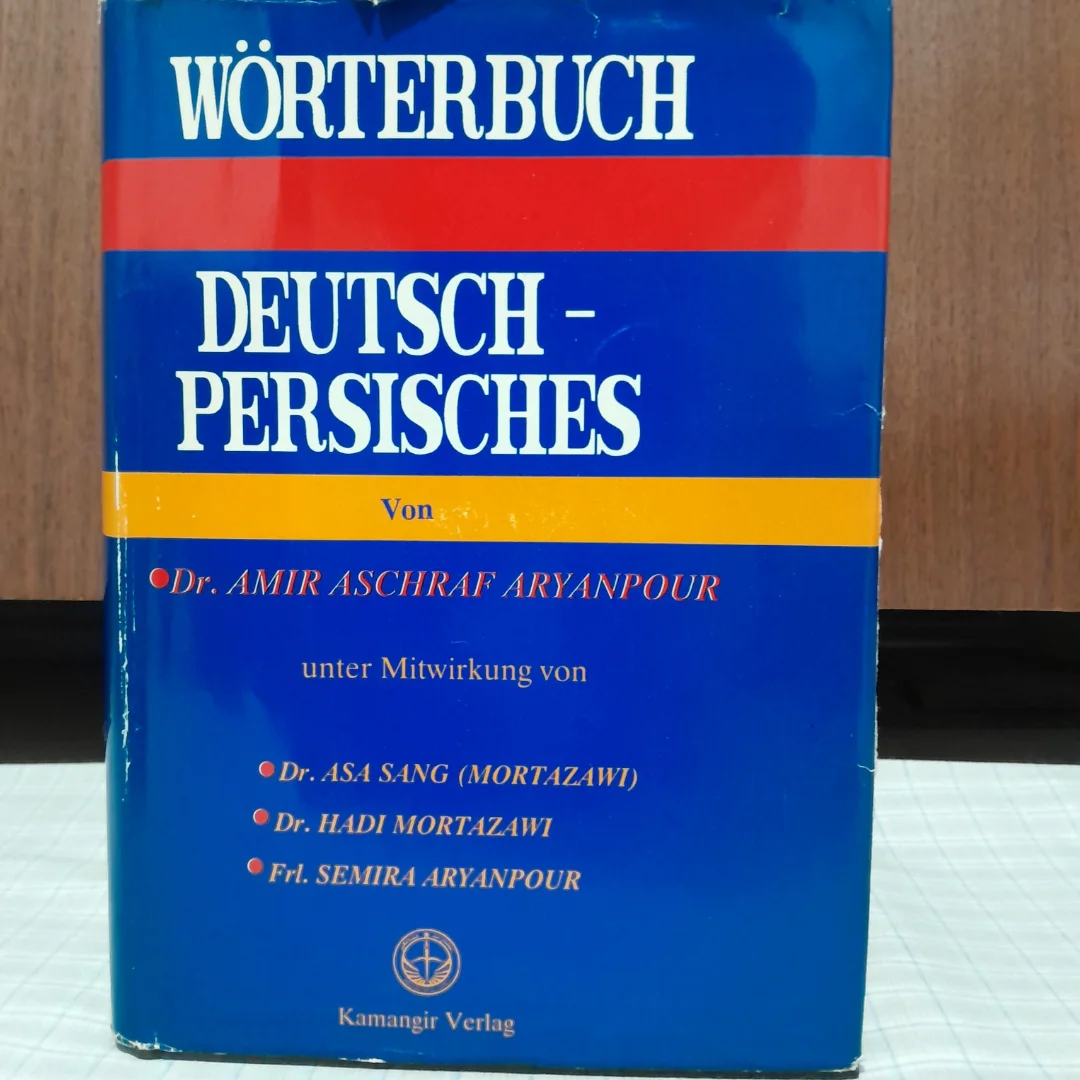 WÖRTERBUCH
DEUTSCH –
PERSISCHES
Von
Dr. AMIR ASCHRAF ARYANPOUR
unter Mitwirkung von
Dr. ASA SANG (MORTAZAWI)
Dr. HADI MORTAZAWI
Frl. SEMIRA ARYANPOUR
Kamangir Verlag